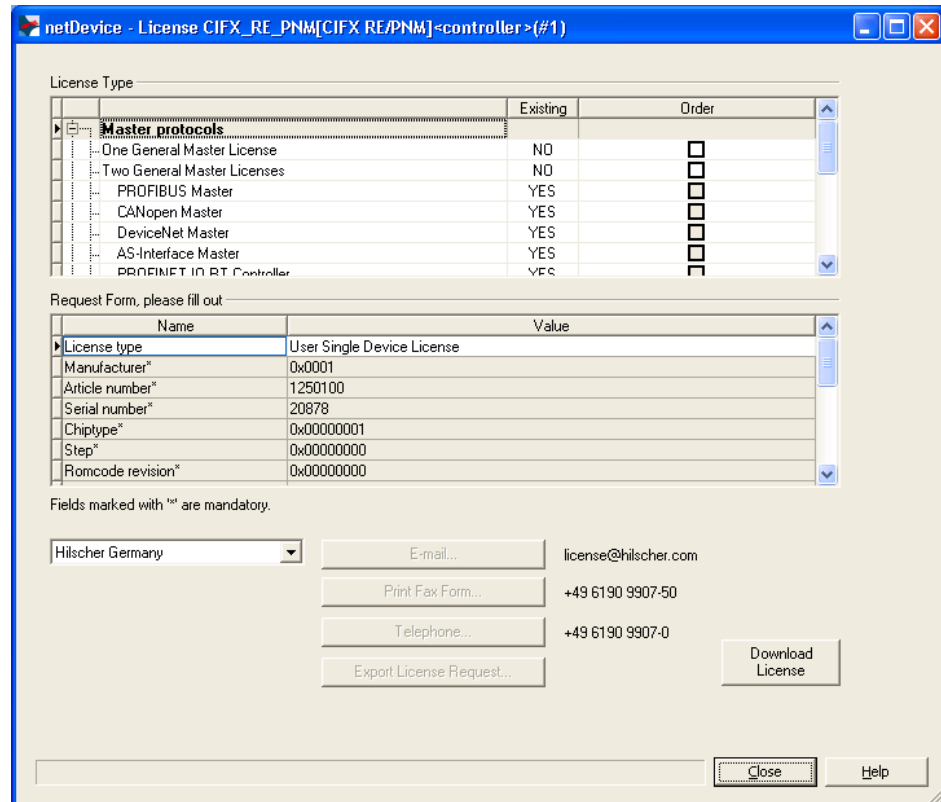 netDevice - License CIFX_RE_PNM[CIFX RE/PNM]<controller>(#1)
License Type
Existing Order
Master protocols
One General Master License NO
Two General Master Licenses NO
PROFIBUS Master YES
CANopen Master YES
DeviceNet Master YES
AS-Interface Master YES
PROFINET IO RT Controller YES
Request Form, please fill out
Name Value
License type User Single Device License
Manufacturer* 0x0001
Article number* 1250100
Serial number* 20878
Chiptype* 0x00000001
Step* 0x00000000
Romcode revision* 0x00000000
Fields marked with '*' are mandatory.
Hilscher Germany E-mail... license@hilscher.com
Print Fax Form... +49 6190 9907-50
Telephone... +49 6190 9907-0
Export License Request...
Download
License
Close Help